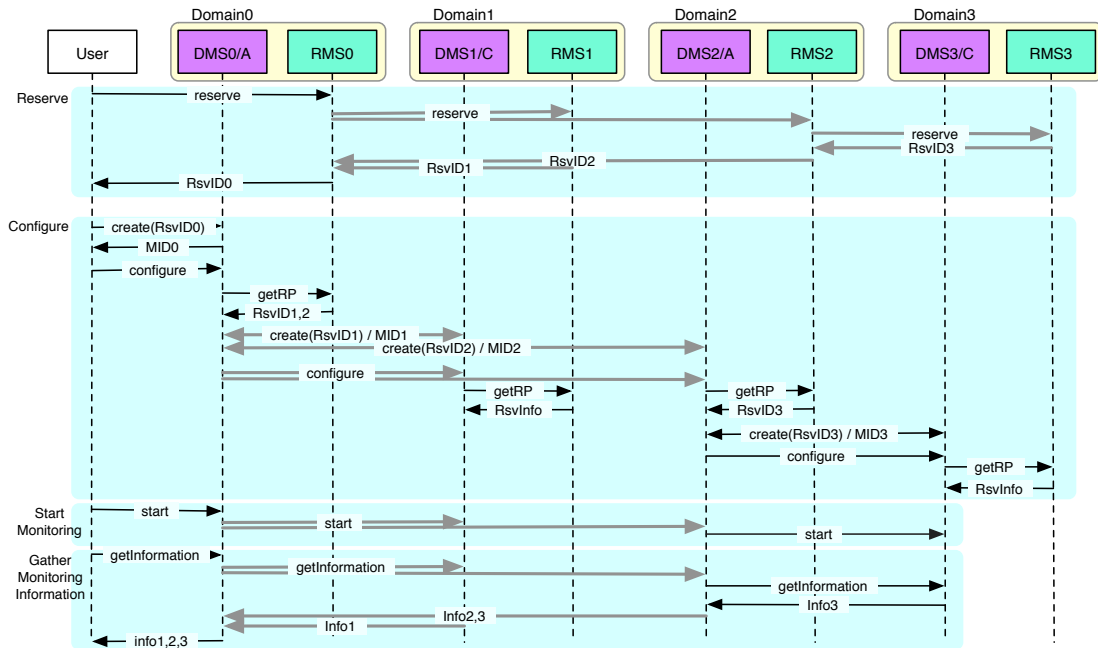 Domain0
Domain1
Domain2
Domain3
User
DMS0/A
RMS0
DMS1/C
RMS1
DMS2/A
RMS2
DMS3/C
RMS3
Reserve
reserve
reserve
reserve
RsvID3
RsvID2
RsvID1
RsvID0
Configure
create(RsvID0)
MID0
configure
getRP
RsvID1,2
create(RsvID1) / MID1
create(RsvID2) / MID2
configure
getRP
getRP
RsvInfo
RsvID3
create(RsvID3) / MID3
configure
getRP
RsvInfo
Start
Monitoring
start
start
start
Gather
Monitoring
Information
getInformation
getInformation
getInformation
Info3
Info2,3
Info1
info1,2,3